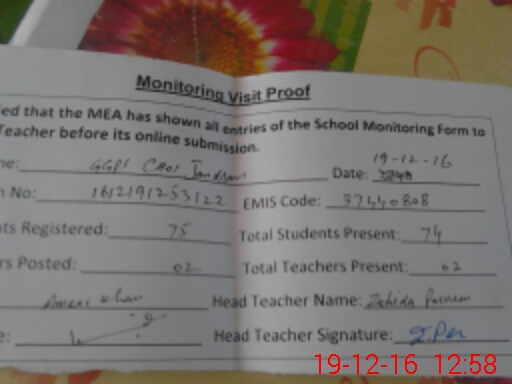 Monitoring Visit Proof
ed that the MEA has shown all entries of the School Monitoring Form to
Teacher before its online submission.
19-12-16
me: GGPS Choi Date:
n No: 1612191253122 EMIS Code: 37440808
nts Registered: 75 Total Students Present: 74
rs Posted: 02 Total Teachers Present: 02
Khan Head Teacher Name: Zahida Parveen
e: Head Teacher Signature:
19-12-16 12:58